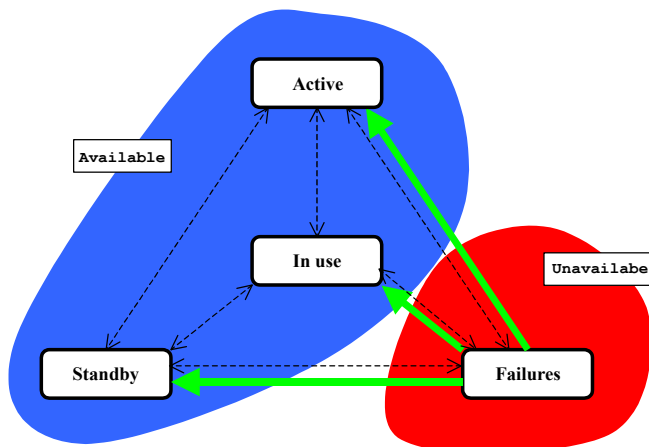 Active
Available
In use
Unavailabe
Standby
Failures